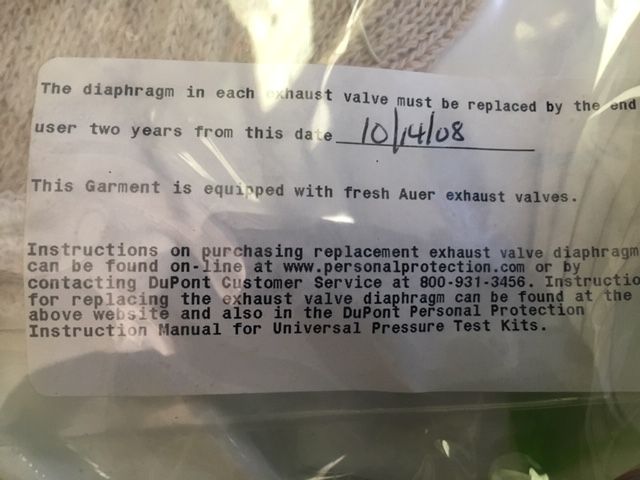 The diaphragm in each exhaust valve must be replaced by the end
user two years from this date 10/14/08
This Garment is equipped with fresh Auer exhaust valves.
Instructions on purchasing replacement exhaust valve diaphragm
can be found on-line at www.personalprotection.com or by
contacting DuPont Customer Service at 800-931-3456. Instructio
for replacing the exhaust valve diaphragm can be found at the
above website and also in the DuPont Personal Protection
Instruction Manual for Universal Pressure Test Kits.